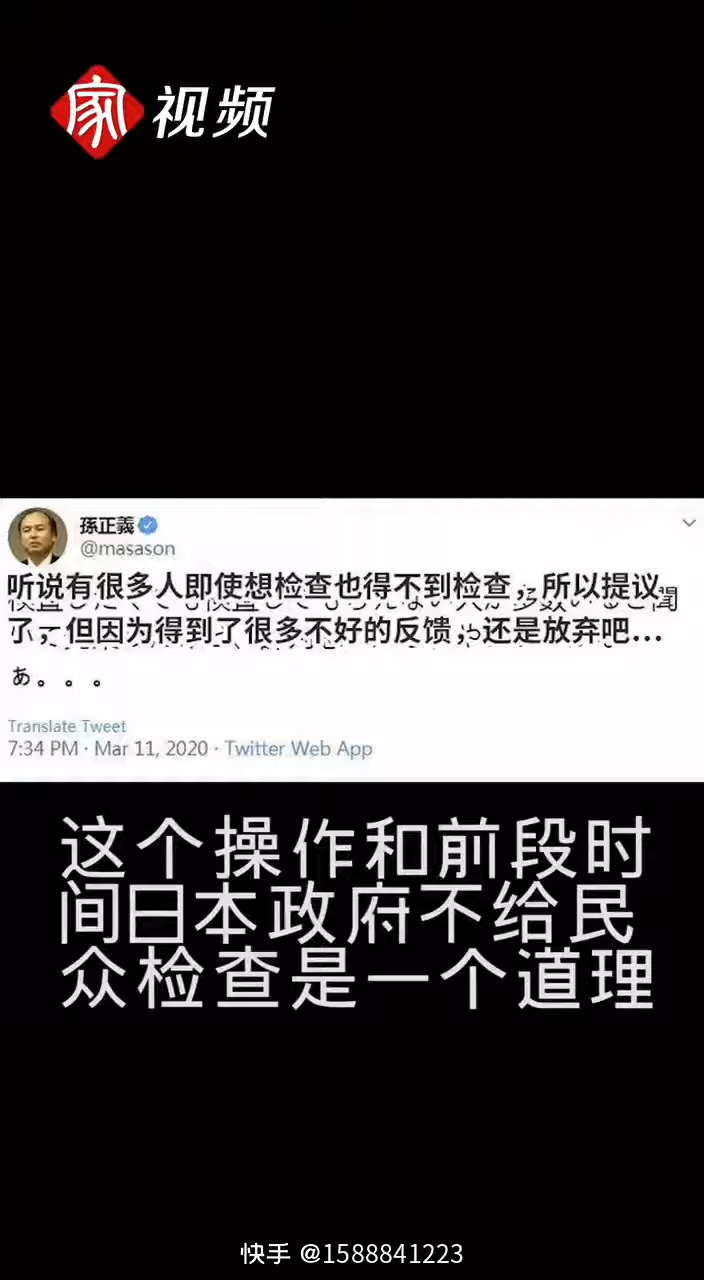 家视频
孫正義
@masason
听说有很多人即使想检查也得不到检查，所以提议
了，但因为得到了很多不好的反馈，还是放弃吧...
ぁ。。。
Translate Tweet
7:34 PM · Mar 11, 2020 · Twitter Web App
这个操作和前段时
间日本政府不给民
众检查是一个道理
快手 @1588841223